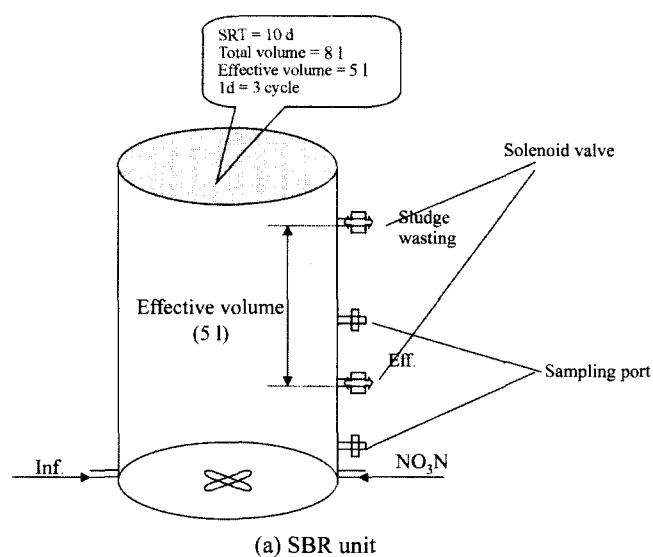 SRT = 10 d
Total volume = 8 l
Effective volume = 5 l
1d = 3 cycle
Solenoid valve
Sludge
wasting
Effective volume
(5 l)
Eff.
Sampling port
Inf.
NO3N
(a) SBR unit